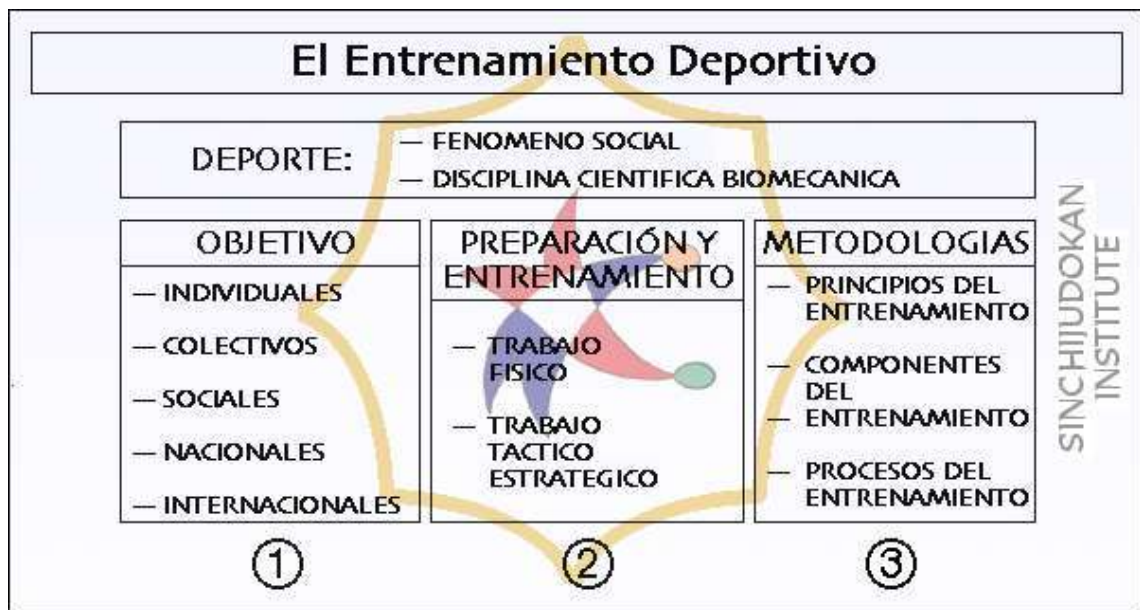 El Entrenamiento Deportivo
DEPORTE:
— FENOMENO SOCIAL
— DISCIPLINA CIENTIFICA BIOMECANICA
OBJETIVO
— INDIVIDUALES
— COLECTIVOS
— SOCIALES
— NACIONALES
— INTERNACIONALES
1
PREPARACIÓN Y
ENTRENAMIENTO
— TRABAJO
FISICO
— TRABAJO
TACTICO
ESTRATEGICO
2
METODOLOGIAS
— PRINCIPIOS DEL
ENTRENAMIENTO
— COMPONENTES
DEL
— ENTRENAMIENTO
— PROCESOS DEL
ENTRENAMIENTO
3
SINCHIJUDOKAN
INSTITUTE